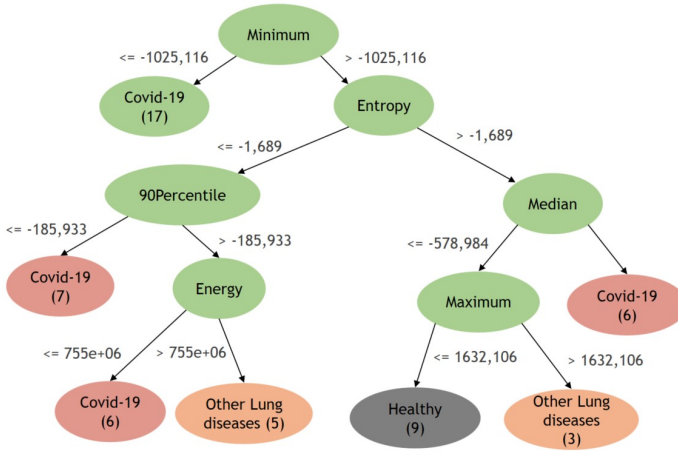 Minimum
<= -1025,116
> -1025,116
Covid-19
(17)
Entropy
<= -1,689
> -1,689
90Percentile
Median
<= -185,933
> -185,933
<= -578,984
Covid-19
(7)
Energy
Maximum
Covid-19
(6)
<= 755e+06
> 755e+06
<= 1632,106
> 1632,106
Covid-19
(6)
Other Lung
diseases (5)
Healthy
(9)
Other Lung
diseases
(3)